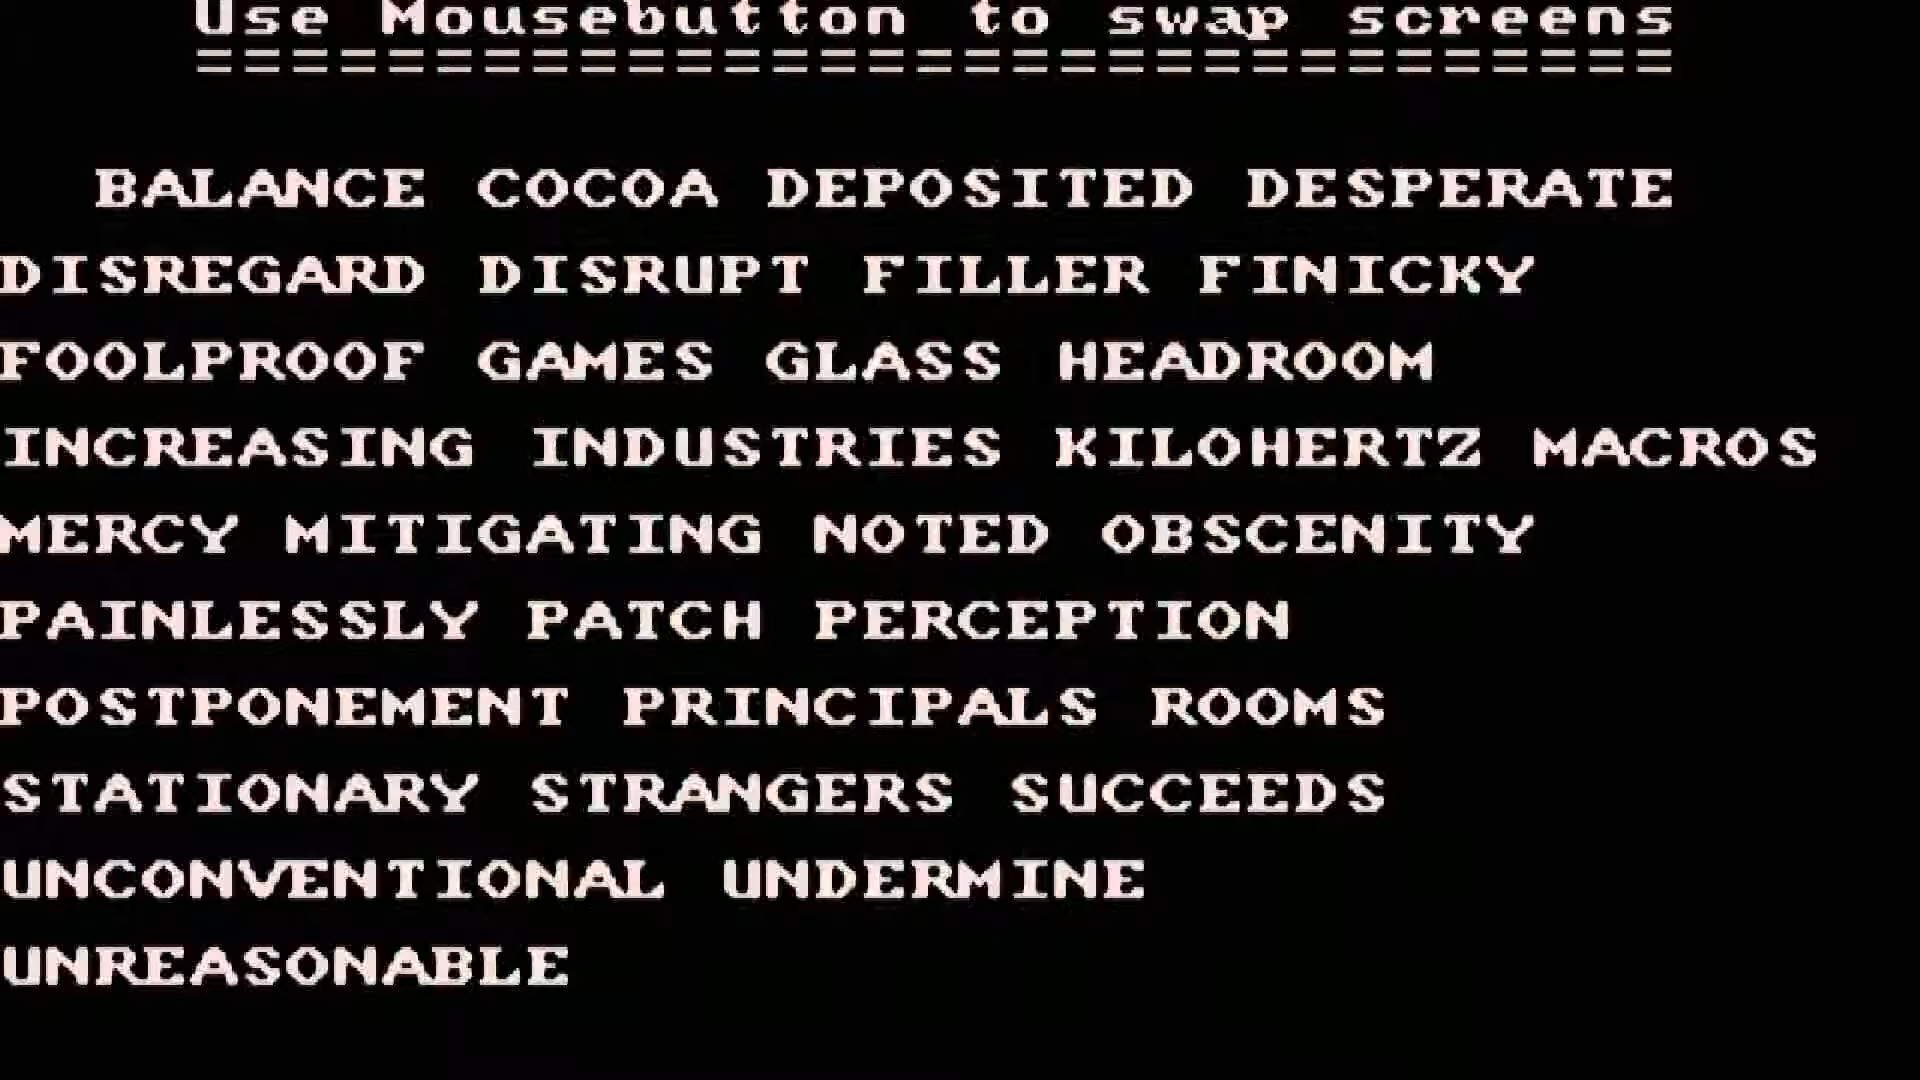 Use Mousebutton to swap screens
===============================
BALANCE COCOA DEPOSITED DESPERATE
DISREGARD DISRUPT FILLER FINICKY
FOOLPROOF GAMES GLASS HEADROOM
INCREASING INDUSTRIES KILOHERTZ MACROS
MERCY MITIGATING NOTED OBSCENITY
PAINLESSLY PATCH PERCEPTION
POSTPONEMENT PRINCIPALS ROOMS
STATIONARY STRANGERS SUCCEEDS
UNCONVENTIONAL UNDERMINE
UNREASONABLE